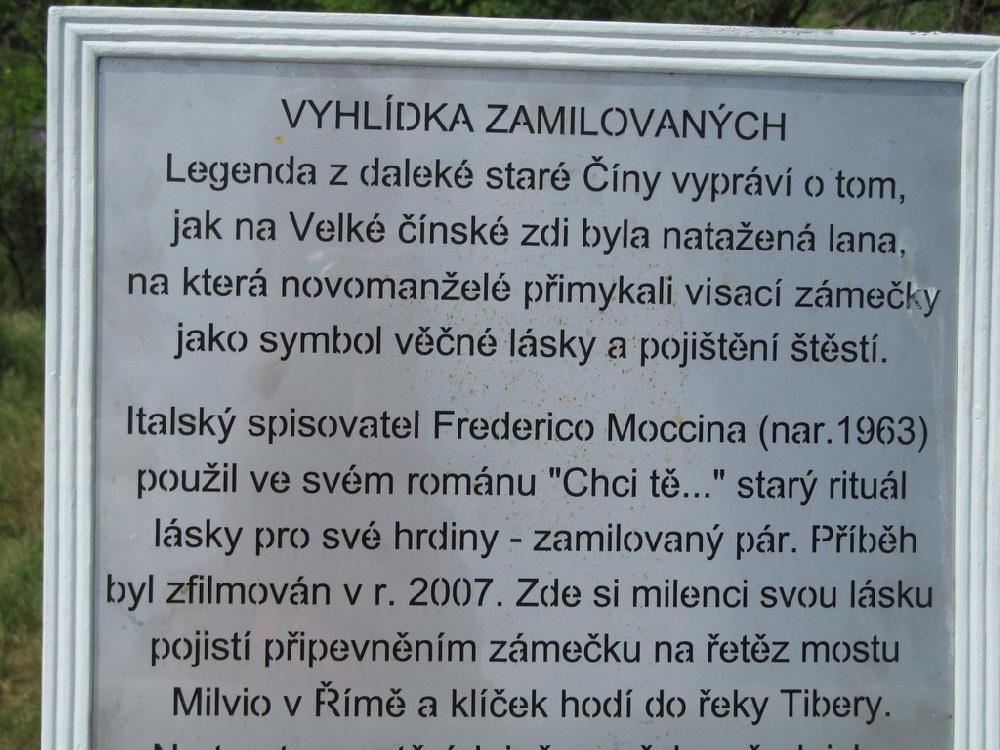 VYHLÍDKA ZAMILOVANÝCH
Legenda z daleké staré Číny vypráví o tom,
jak na Velké čínské zdi byla natažená lana,
na která novomanželé přimykali visací zámečky
jako symbol věčné lásky a pojištění štěstí.
Italský spisovatel Frederico Moccina (nar.1963)
použil ve svém románu "Chci tě..." starý rituál
lásky pro své hrdiny - zamilovaný pár. Příběh
byl zfilmován v r. 2007. Zde si milenci svou lásku
pojistí připevněním zámečku na řetěz mostu
Milvio v Římě a klíček hodí do řeky Tibery.